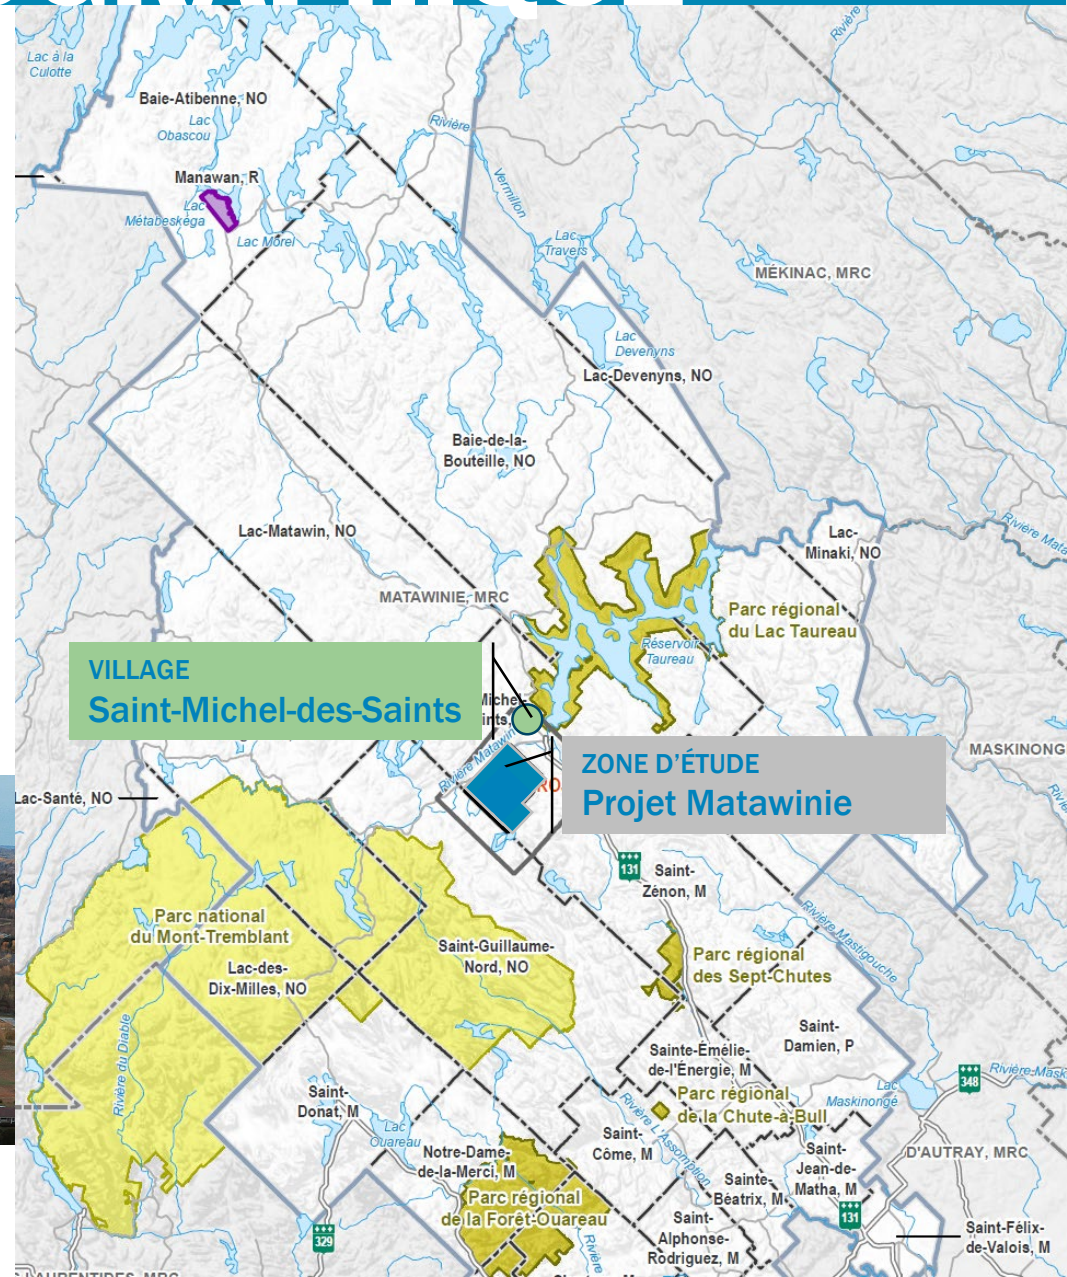 Lac à la
Culotte
Rivière
Baie-Atibenne, NO
Lac
Obascou
Rivière
Manawan, R
Vermillon
Lac
Métabeskéga
Lac Morel
Lac
Travers
MÉKINAC, MRC
Lac
Devenyns
Lac-Devenyns, NO
Baie-de-la-
Bouteille, NO
Lac-Matawin, NO
Lac-
Minaki, NO
Rivière Mata
MATAWINIE, MRC
Parc régional
du Lac Taureau
Réservoir
Taureau
VILLAGE
Saint-Michel-des-Saints
Michel-
ints,
Rivière Matawin
MASKINONG
ZONE D'ÉTUDE
Projet Matawinie
RO
Riviè
Lac-Santé, NO
131
Saint-
Zénon, M
Parc national
du Mont-Tremblant
Rivière Mastigouche
Saint-Guillaume-
Nord, NO
Parc régional
des Sept-Chutes
Lac-des-
Dix-Milles, NO
Rivière du Diable
Saint-
Damien, P
Sainte-Émélie-
de-l'Énergie, M
348
Rivière Mask
Saint-
Donat, M
Parc régional
de la Chute-à-Bull
Lac
Maskinongé
Rivière L'Assomption
Lac
Ouareau
Saint-
Côme, M
Notre-Dame-
de-la-Merci, M
Saint-
Jean-de-
Matha, M
D'AUTRAY, MRC
Sainte-
Béatrix, M
Parc régional
de la Forêt-Ouareau
131
Saint-
Alphonse-
Rodriguez, M
Saint-Félix-
de-Valois, M
329
Rivière
LAURENTIDES, MRC